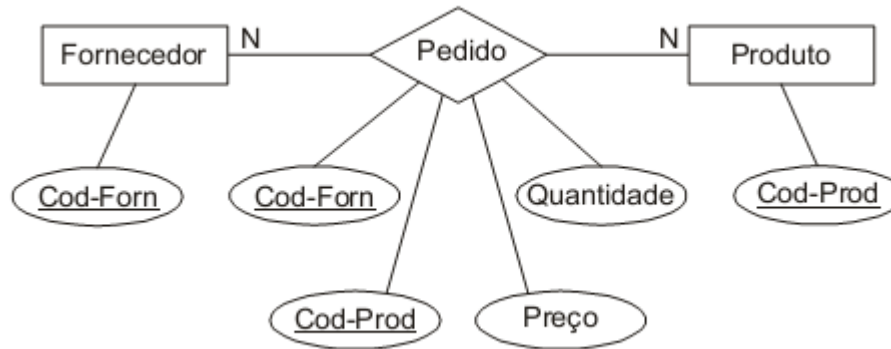 Fornecedor
N
Pedido
N
Produto
Cod-Forn
Cod-Forn
Quantidade
Cod-Prod
Cod-Prod
Preço